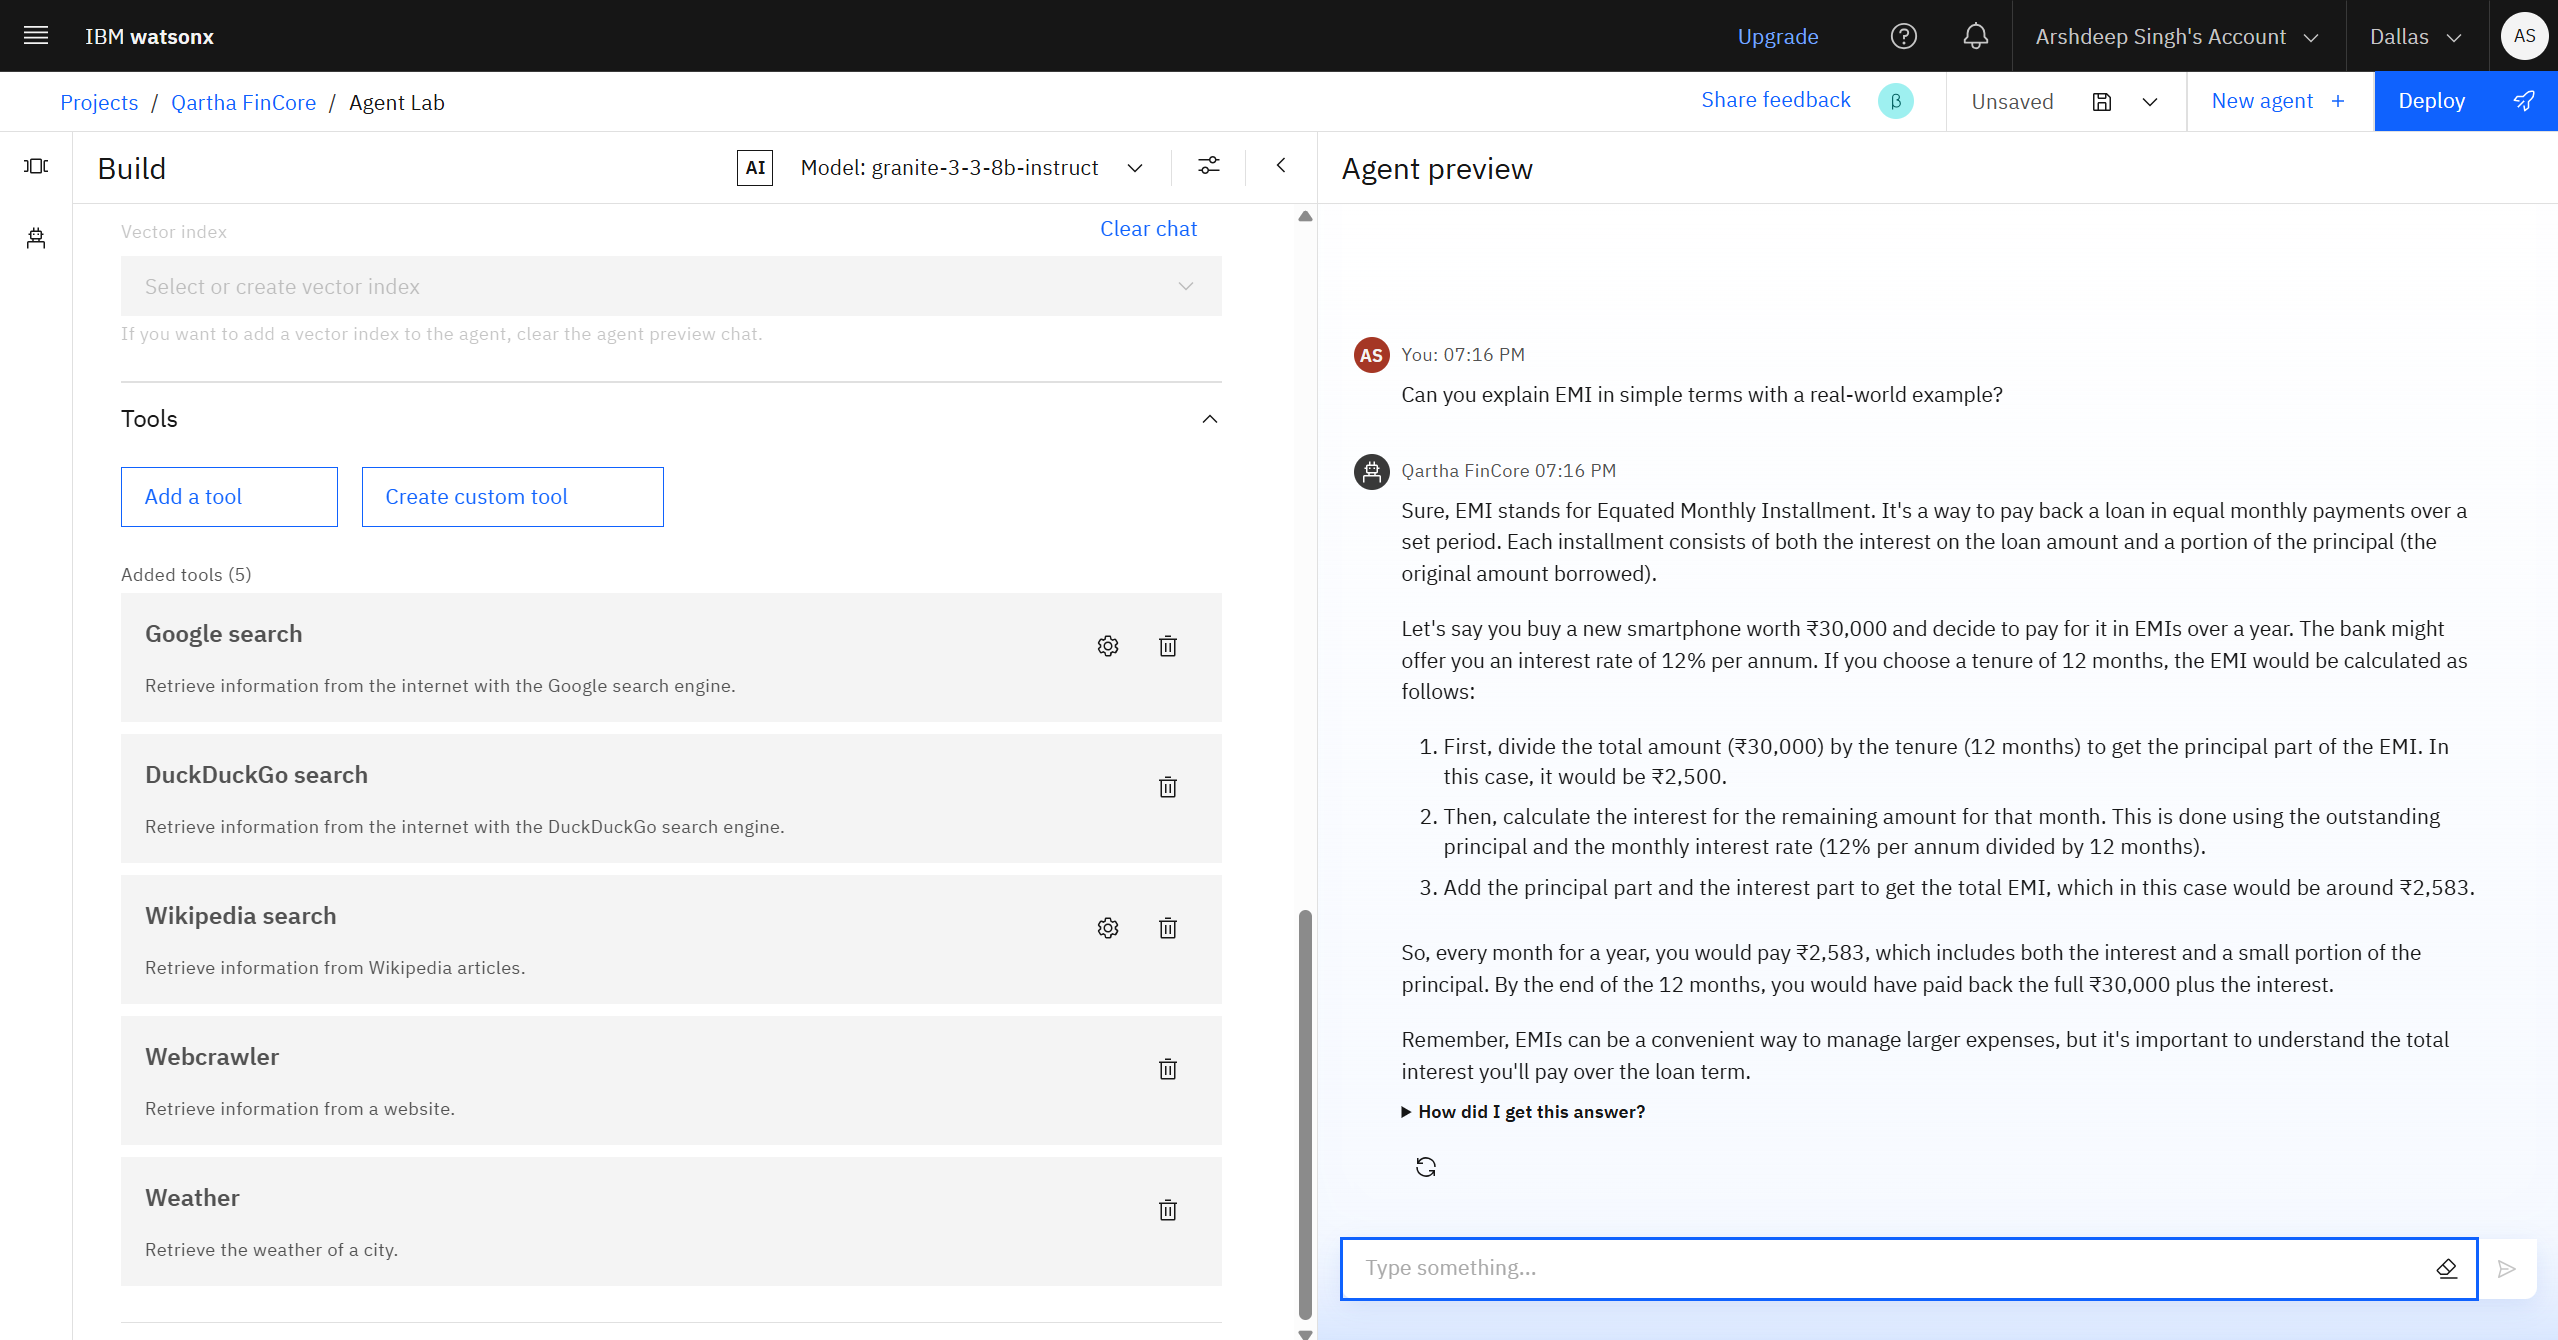 IBM watsonx
Upgrade
Arshdeep Singh's Account
Dallas
AS
Projects / Qartha FinCore / Agent Lab
Share feedback
β
Unsaved
New agent +
Deploy
Build
AI
Model: granite-3-3-8b-instruct
Agent preview
Vector index
Clear chat
Select or create vector index
If you want to add a vector index to the agent, clear the agent preview chat.
Tools
Add a tool
Create custom tool
Added tools (5)
Google search
Retrieve information from the internet with the Google search engine.
DuckDuckGo search
Retrieve information from the internet with the DuckDuckGo search engine.
Wikipedia search
Retrieve information from Wikipedia articles.
Webcrawler
Retrieve information from a website.
Weather
Retrieve the weather of a city.
AS
You: 07:16 PM
Can you explain EMI in simple terms with a real-world example?
Qartha FinCore 07:16 PM
Sure, EMI stands for Equated Monthly Installment. It's a way to pay back a loan in equal monthly payments over a
set period. Each installment consists of both the interest on the loan amount and a portion of the principal (the
original amount borrowed).
Let's say you buy a new smartphone worth ₹30,000 and decide to pay for it in EMIs over a year. The bank might
offer you an interest rate of 12% per annum. If you choose a tenure of 12 months, the EMI would be calculated as
follows:
1. First, divide the total amount (₹30,000) by the tenure (12 months) to get the principal part of the EMI. In
this case, it would be ₹2,500.
2. Then, calculate the interest for the remaining amount for that month. This is done using the outstanding
principal and the monthly interest rate (12% per annum divided by 12 months).
3. Add the principal part and the interest part to get the total EMI, which in this case would be around ₹2,583.
So, every month for a year, you would pay ₹2,583, which includes both the interest and a small portion of the
principal. By the end of the 12 months, you would have paid back the full ₹30,000 plus the interest.
Remember, EMIs can be a convenient way to manage larger expenses, but it's important to understand the total
interest you'll pay over the loan term.
How did I get this answer?
Type something...